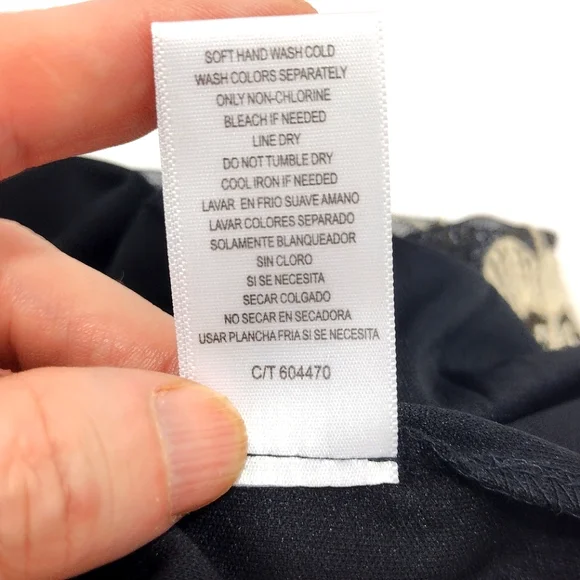 SOFT HAND WASH COLD
WASH COLORS SEPARATELY
ONLY NON-CHLORINE
BLEACH IF NEEDED
LINE DRY
DO NOT TUMBLE DRY
COOL IRON IF NEEDED
LAVAR EN FRIO SUAVE AMANO
LAVAR COLORES SEPARADO
SOLAMENTE BLANQUEADOR
SIN CLORO
SI SE NECESITA
SECAR COLGADO
NO SECAR EN SECADORA
USAR PLANCHA FRIA SI SE NECESITA
C/T 604470